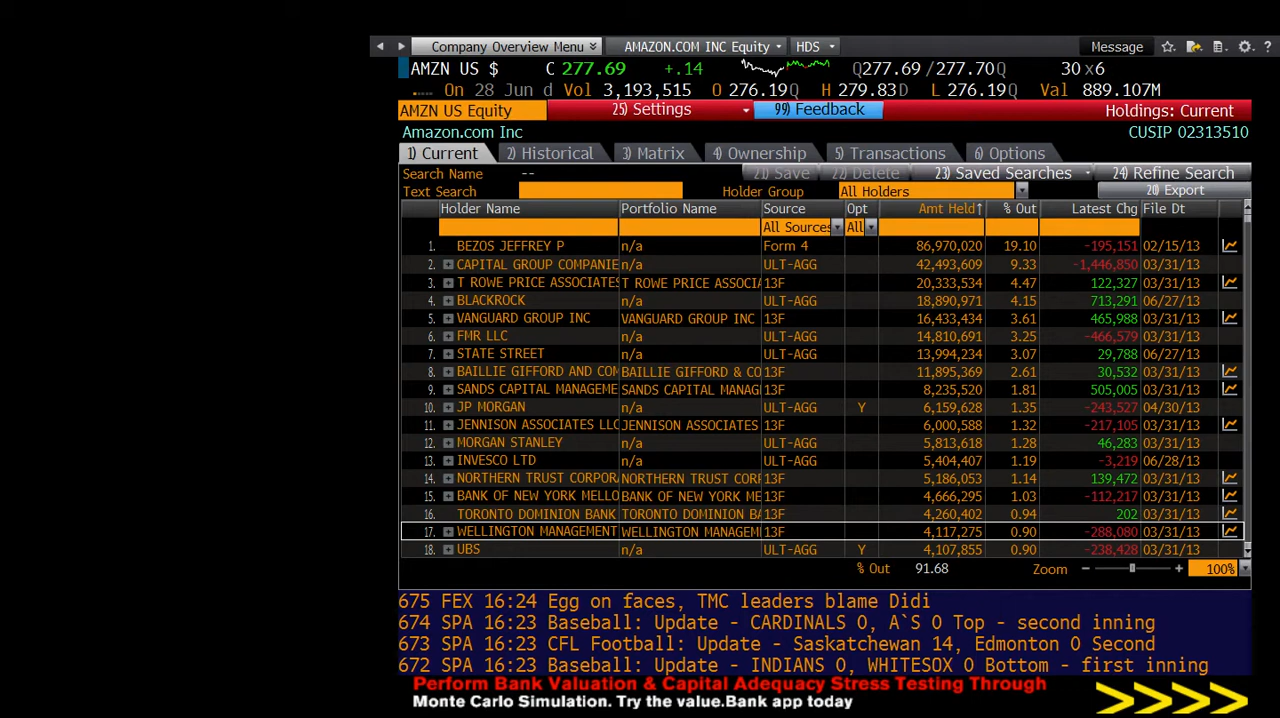 Company Overview Menu AMAZON.COM INC Equity HDS Message ?
AMZN US $ C 277.69 +.14 Q277.69 /277.70Q 30 x6
On 28 Jun d Vol 3,193,515 O 276.19Q H 279.83D L 276.19Q Val 889.107M
AMZN US Equity 25) Settings 99) Feedback Holdings: Current
Amazon.com Inc CUSIP 02313510
1) Current 2) Historical 3) Matrix 4) Ownership 5) Transactions 6) Options
Search Name -- 21) Save 22) Delete 23) Saved Searches 24) Refine Search
Text Search Holder Group All Holders 20) Export
Holder Name Portfolio Name Source Opt Amt Held↑ % Out Latest Chg File Dt
All Sources All
1. BEZOS JEFFREY P n/a Form 4 86,970,020 19.10 -195,151 02/15/13
2. CAPITAL GROUP COMPANIE n/a ULT-AGG 42,493,609 9.33 -1,446,850 03/31/13
3. T ROWE PRICE ASSOCIATES T ROWE PRICE ASSOCIA 13F 20,333,534 4.47 122,327 03/31/13
4. BLACKROCK n/a ULT-AGG 18,890,971 4.15 713,291 06/27/13
5. VANGUARD GROUP INC VANGUARD GROUP INC 13F 16,433,434 3.61 465,988 03/31/13
6. FMR LLC n/a ULT-AGG 14,810,691 3.25 -466,579 03/31/13
7. STATE STREET n/a ULT-AGG 13,994,234 3.07 29,788 06/27/13
8. BAILLIE GIFFORD AND COM BAILLIE GIFFORD & CO 13F 11,895,369 2.61 30,532 03/31/13
9. SANDS CAPITAL MANAGEME SANDS CAPITAL MANAG 13F 8,235,520 1.81 505,005 03/31/13
10. JP MORGAN n/a ULT-AGG Y 6,159,628 1.35 -243,527 04/30/13
11. JENNISON ASSOCIATES LLC JENNISON ASSOCIATES 13F 6,000,588 1.32 -217,105 03/31/13
12. MORGAN STANLEY n/a ULT-AGG 5,813,618 1.28 46,283 03/31/13
13. INVESCO LTD n/a ULT-AGG 5,404,407 1.19 -3,219 06/28/13
14. NORTHERN TRUST CORPORA NORTHERN TRUST CORP 13F 5,186,053 1.14 139,472 03/31/13
15. BANK OF NEW YORK MELLO BANK OF NEW YORK ME 13F 4,666,295 1.03 -112,217 03/31/13
16. TORONTO DOMINION BANK TORONTO DOMINION BA 13F 4,260,402 0.94 202 03/31/13
17. WELLINGTON MANAGEMENT WELLINGTON MANAGEM 13F 4,117,275 0.90 -288,080 03/31/13
18. UBS n/a ULT-AGG Y 4,107,855 0.90 -238,428 03/31/13
% Out 91.68 Zoom - + 100%
675 FEX 16:24 Egg on faces, TMC leaders blame Didi
674 SPA 16:23 Baseball: Update - CARDINALS 0, A`S 0 Top - second inning
673 SPA 16:23 CFL Football: Update - Saskatchewan 14, Edmonton 0 Second
672 SPA 16:23 Baseball: Update - INDIANS 0, WHITESOX 0 Bottom - first inning
Perform Bank Valuation & Capital Adequacy Stress Testing Through
Monte Carlo Simulation. Try the value.Bank app today